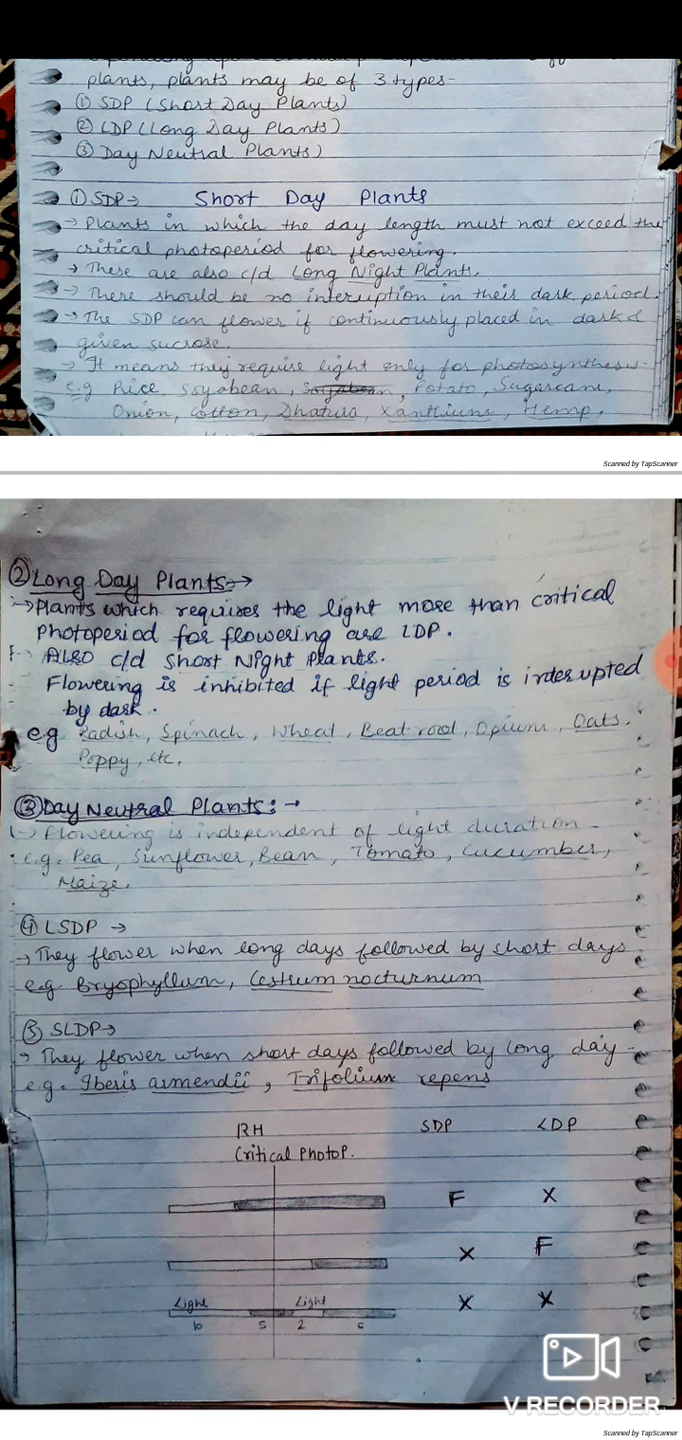 plants, plants may be of 3 types-
① SDP (Short Day Plants)
② LDP (Long Day Plants)
③ Day Neutral Plants)
① SDP→ Short Day Plants
→ Plants in which the day length must not exceed the
critical photoperiod for flowering.
→ These are also c/d Long Night Plants.
→ There should be no interuption in their dark period.
→ The SDP can flower if continuously placed in dark &
given sucrose.
→ It means they require light only for photosynthesis.
e.g Rice, Soyabean, Potato, Sugarcane,
Onion, Cotton, Dhatura, Xanthium, Hemp,
Scanned by TapScanner
② Long Day Plants:→
→ Plants which requires the light more than critical
Photoperiod for flowering are LDP.
Also c/d Short Night Plants.
Flowering is inhibited if light period is interupted
by dark.
e.g Radish, Spinach, Wheat, Beat root, Opium, Oats,
Poppy, etc.
③ Day Neutral Plants:→
→ Flowering is independent of light duration.
e.g. Pea, Sunflower, Bean, Tomato, Cucumber,
Maize.
④ LSDP →
→ They flower when long days followed by short days
e.g. Bryophyllum, Cestrum nocturnum
⑤ SLDP→
→ They flower when short days followed by long day-
e.g. Iberis armendii, Trifolium repens
RH SDP LDP
Critical Photop.
F X
X F
Light Light X X
10 5 2 c
V RECORDER
Scanned by TapScanner